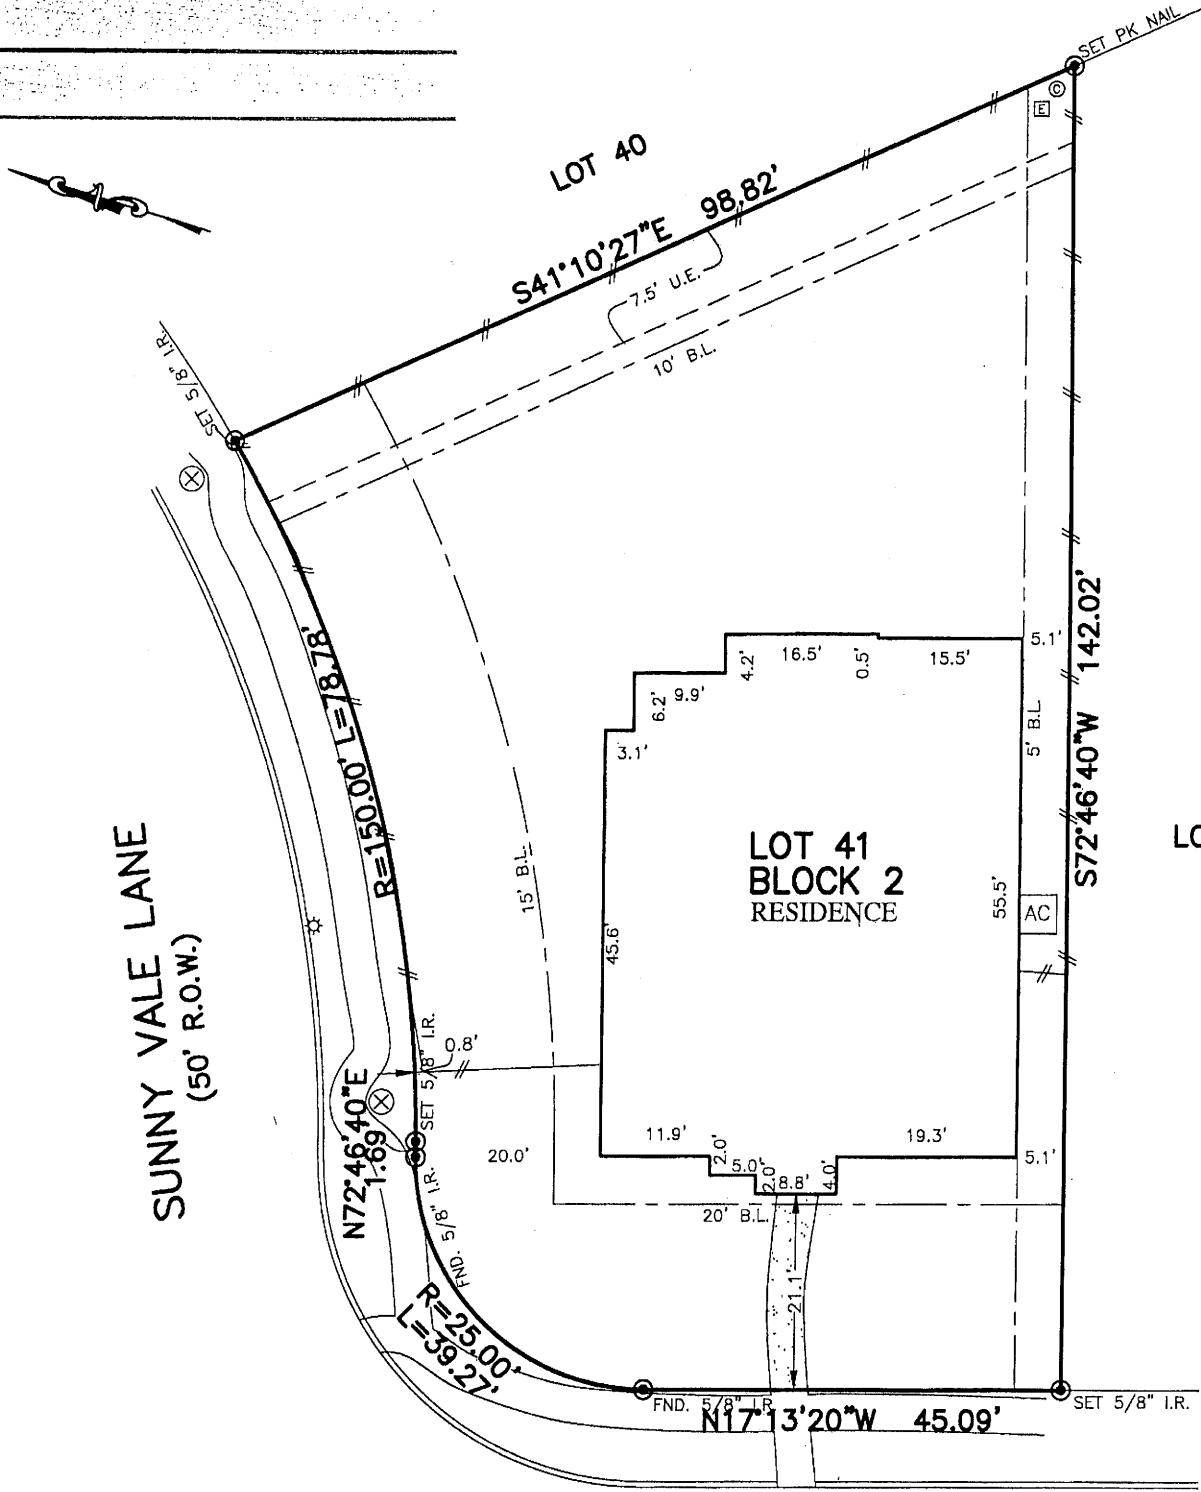 SET PK NAIL
C
E
LOT 40
S41°10'27"E 98.82'
7.5' U.E.
10' B.L.
SET 5/8" I.R.
R=150.00' L=78.78'
15' B.L.
4.2'
16.5'
0.5'
15.5'
5.1'
6.2'
9.9'
3.1'
5' B.L
S72°46'40"W 142.02'
LOT 41
BLOCK 2
RESIDENCE
LO
45.6'
55.5'
AC
SUNNY VALE LANE
(50' R.O.W.)
0.8'
SET 5/8" I.R.
N72°46'40"E
1.69'
20.0'
11.9'
2.0'
5.0'
2.0'
8.8'
4.0'
19.3'
5.1'
20' B.L.
FND. 5/8" I.R.
21.1'
R=25.00'
L=39.27'
FND. 5/8" I.R
N17°13'20"W 45.09'
SET 5/8" I.R.